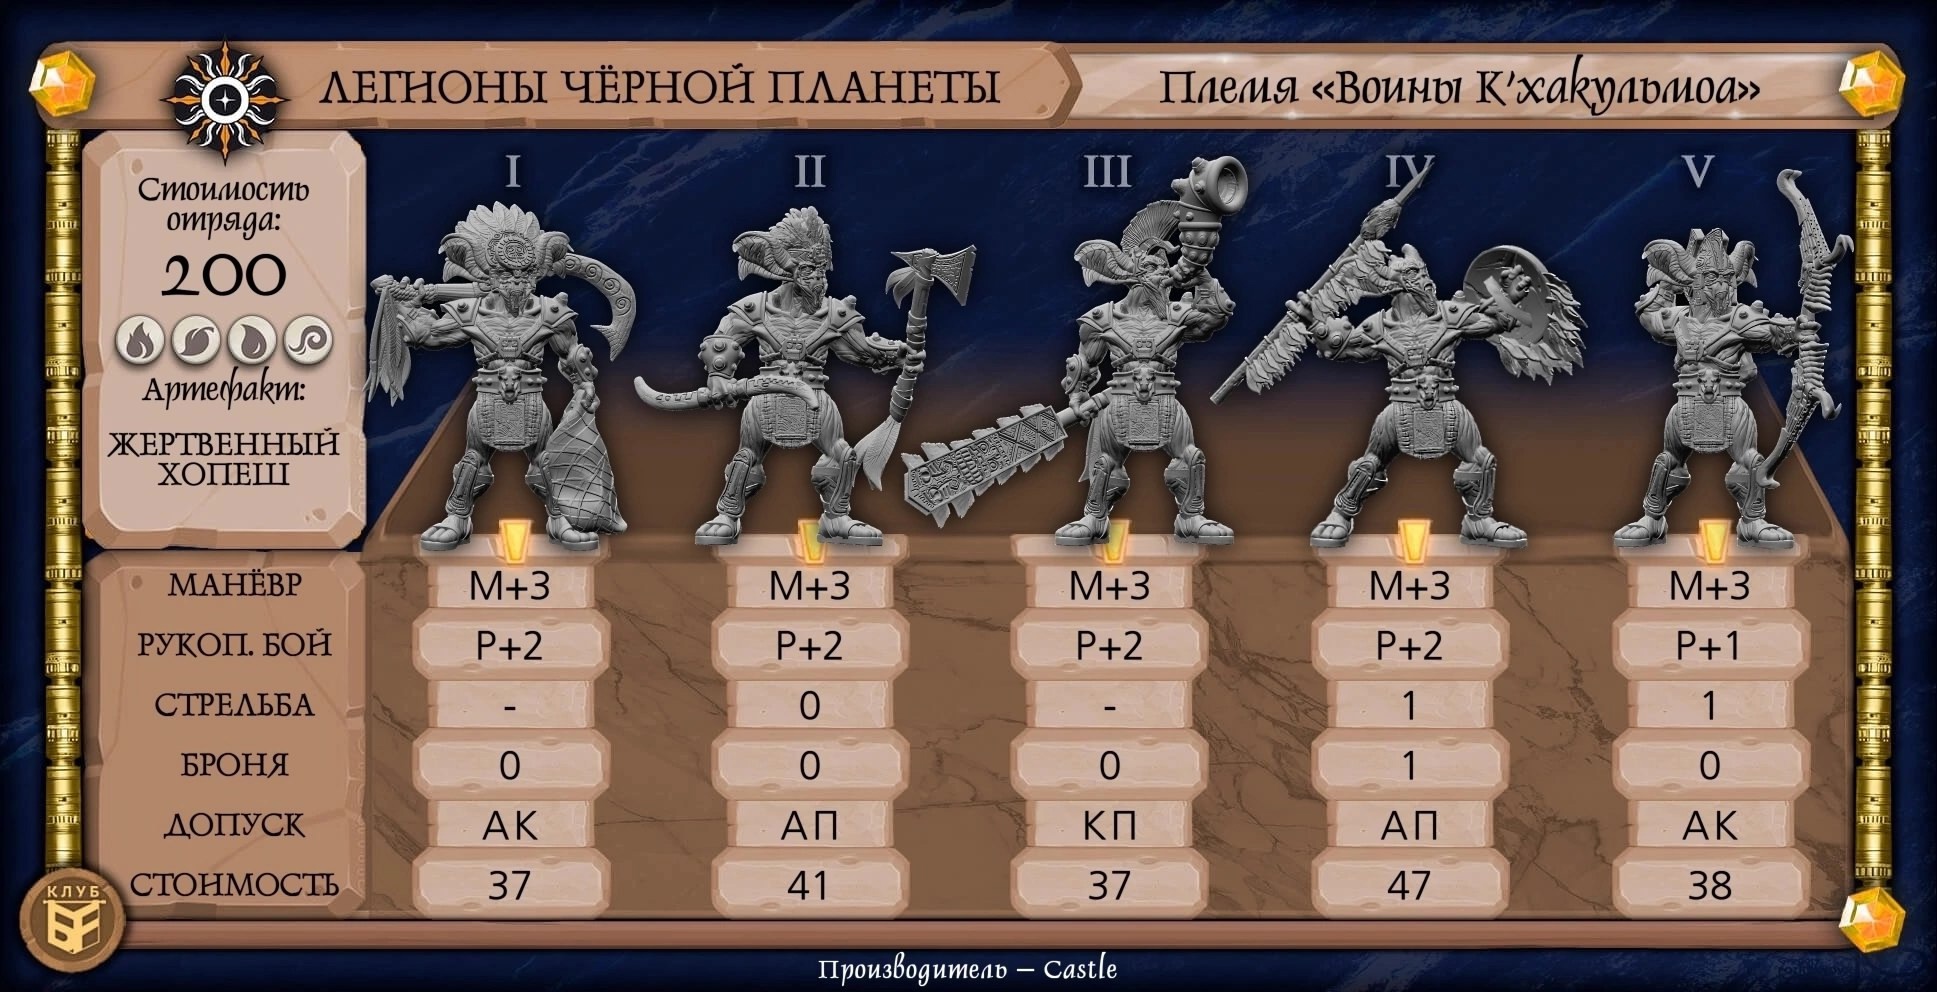 ЛЕГИОНЫ ЧЁРНОЙ ПЛАНЕТЫ
Племя «Воины К'хакульмоа»
Стоимость
отряда:
200
Артефакт:
ЖЕРТВЕННЫЙ
ХОПЕШ
I II III IV V
МАНЁВР М+3 М+3 М+3 М+3 М+3
РУКОП. БОЙ Р+2 Р+2 Р+2 Р+2 Р+1
СТРЕЛЬБА - 0 - 1 1
БРОНЯ 0 0 0 1 0
ДОПУСК АК АП КП АП АК
СТОИМОСТЬ 37 41 37 47 38
КЛУБ
БФ
Производитель – Castle